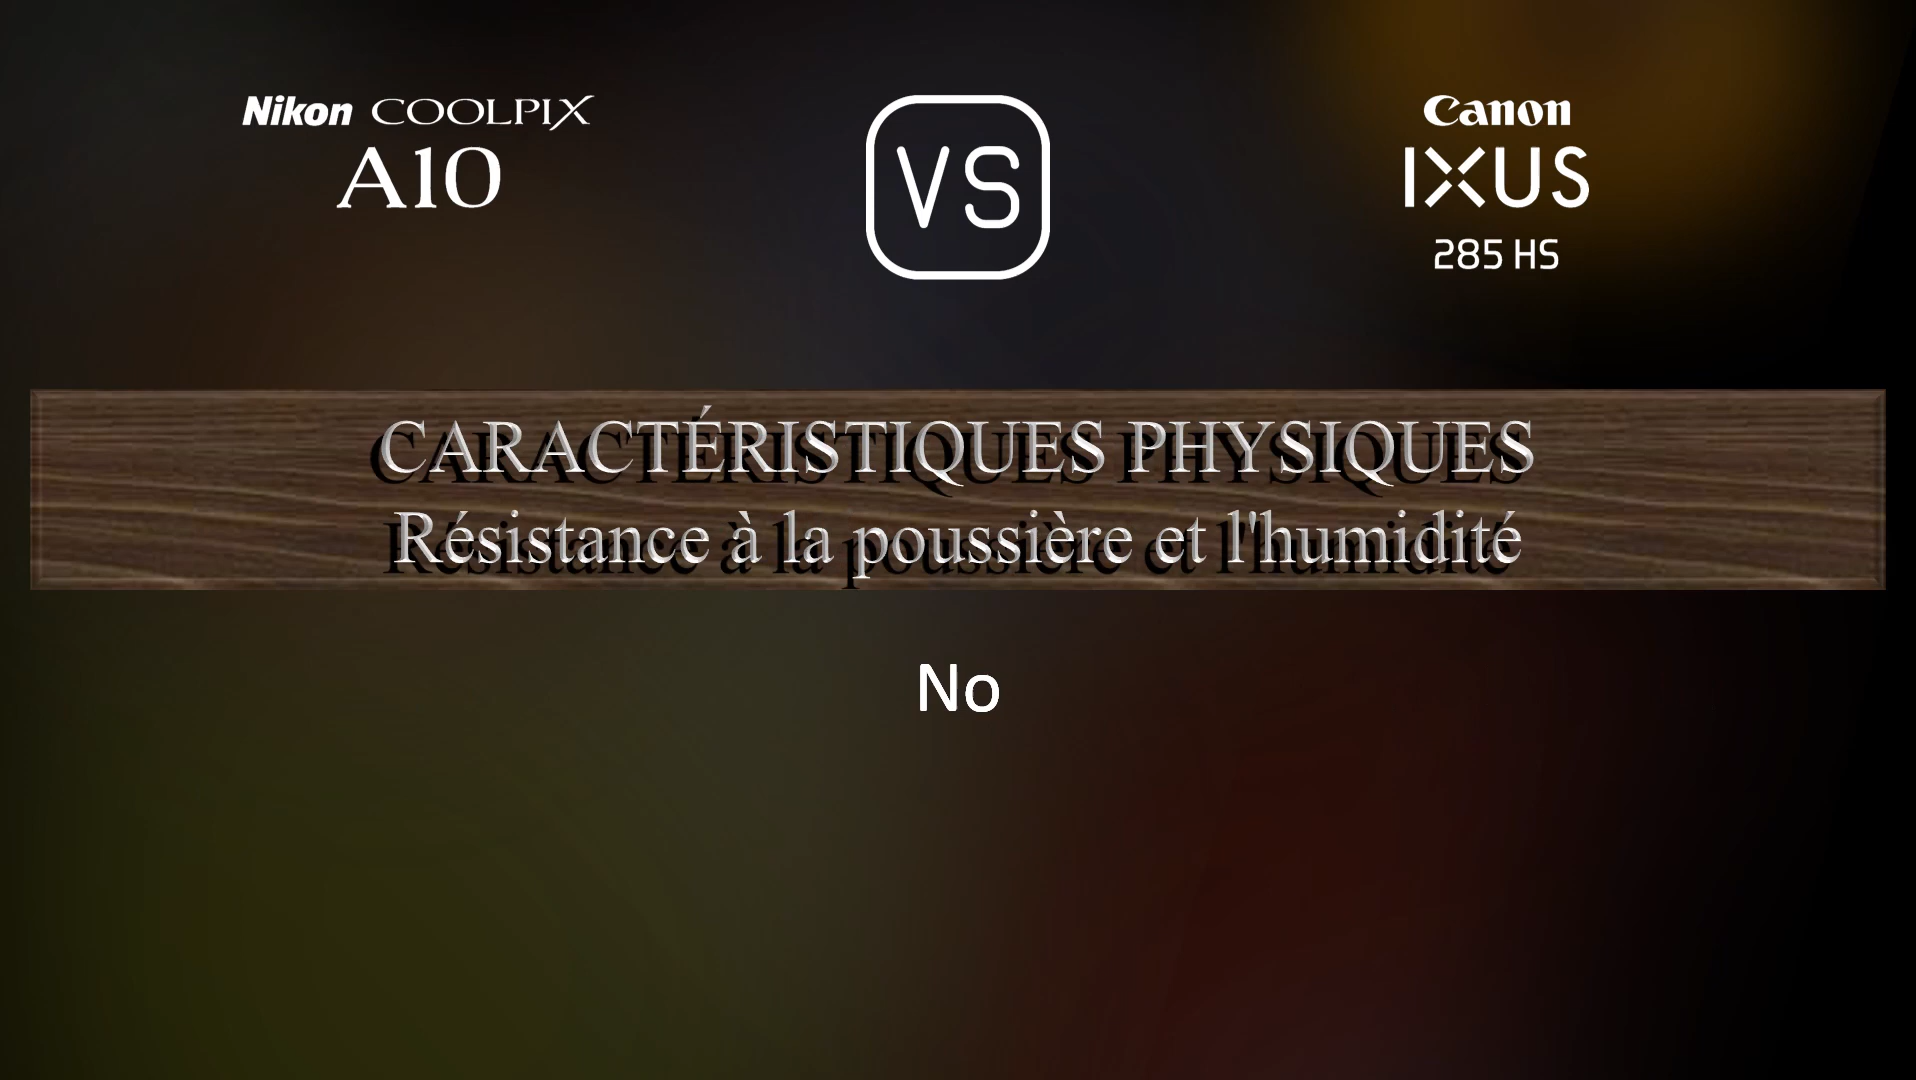 Nikon COOLPIX
A10
VS
Canon
IXUS
285 HS
CARACTÉRISTIQUES PHYSIQUES
Résistance à la poussière et l'humidité
No